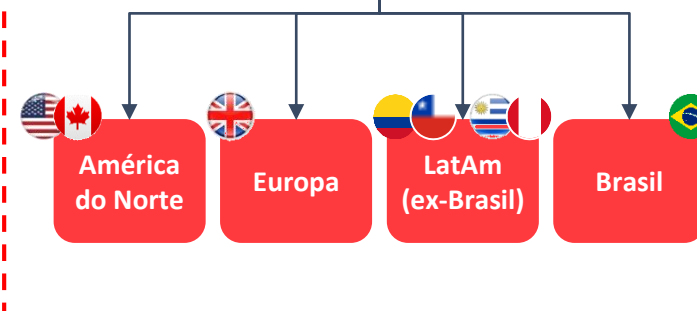 América
do Norte
Europa
LatAm
(ex-Brasil)
Brasil